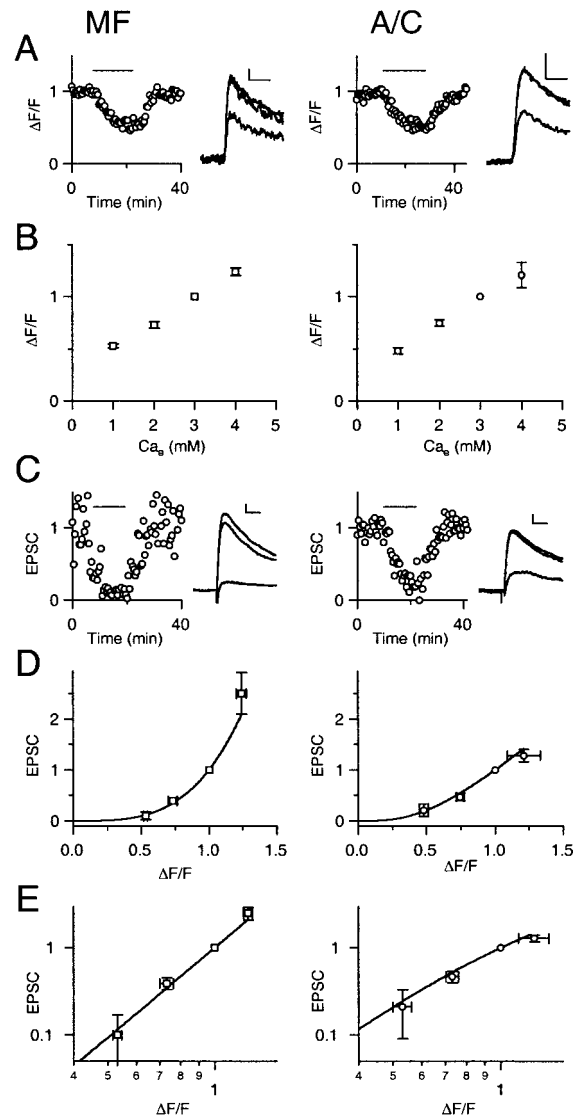 MF A/C
A
ΔF/F
1
0
0 40
Time (min)
ΔF/F
1
0
0 40
Time (min)
B
ΔF/F
1
0
0 1 2 3 4 5
Caₑ (mM)
ΔF/F
1
0
0 1 2 3 4 5
Caₑ (mM)
C
EPSC
1
0
0 40
Time (min)
EPSC
1
0
0 40
Time (min)
D
EPSC
2
1
0
0.0 0.5 1.0 1.5
ΔF/F
EPSC
2
1
0
0.0 0.5 1.0 1.5
ΔF/F
E
EPSC
1
0.1
4 5 6 7 8 9
1
ΔF/F
EPSC
1
0.1
4 5 6 7 8 9
1
ΔF/F